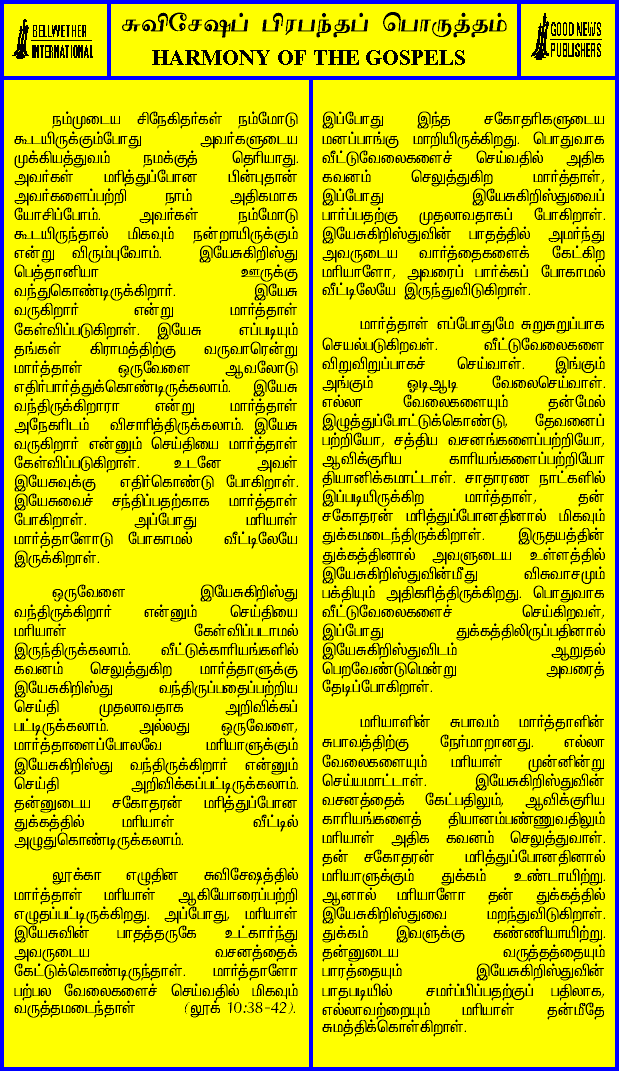 BELLWETHER
INTERNATIONAL
சுவிசேஷப் பிரபந்தப் பொருத்தம்
HARMONY OF THE GOSPELS
GOOD NEWS
PUBLISHERS
நம்முடைய சிநேகிதர்கள் நம்மோடு
கூடயிருக்கும்போது அவர்களுடைய
முக்கியத்துவம் நமக்குத் தெரியாது.
அவர்கள் மரித்துப்போன பின்புதான்
அவர்களைப்பற்றி நாம் அதிகமாக
யோசிப்போம். அவர்கள் நம்மோடு
கூடயிருந்தால் மிகவும் நன்றாயிருக்கும்
என்று விரும்புவோம். இயேசுகிறிஸ்து
பெத்தானியா ஊருக்கு
வந்துகொண்டிருக்கிறார். இயேசு
வருகிறார் என்று மார்த்தாள்
கேள்விப்படுகிறாள். இயேசு எப்படியும்
தங்கள் கிராமத்திற்கு வருவாரென்று
மார்த்தாள் ஒருவேளை ஆவலோடு
எதிர்பார்த்துக்கொண்டிருக்கலாம். இயேசு
வந்திருக்கிறாரா என்று மார்த்தாள்
அநேகரிடம் விசாரித்திருக்கலாம். இயேசு
வருகிறார் என்னும் செய்தியை மார்த்தாள்
கேள்விப்படுகிறாள். உடனே அவள்
இயேசுவுக்கு எதிர்கொண்டு போகிறாள்.
இயேசுவைச் சந்திப்பதற்காக மார்த்தாள்
போகிறாள். அப்போது மரியாள்
மார்த்தாளோடு போகாமல் வீட்டிலேயே
இருக்கிறாள்.
ஒருவேளை இயேசுகிறிஸ்து
வந்திருக்கிறார் என்னும் செய்தியை
மரியாள் கேள்விப்படாமல்
இருந்திருக்கலாம். வீட்டுக்காரியங்களில்
கவனம் செலுத்துகிற மார்த்தாளுக்கு
இயேசுகிறிஸ்து வந்திருப்பதைப்பற்றிய
செய்தி முதலாவதாக அறிவிக்கப்
பட்டிருக்கலாம். அல்லது ஒருவேளை,
மார்த்தாளைப்போலவே மரியாளுக்கும்
இயேசுகிறிஸ்து வந்திருக்கிறார் என்னும்
செய்தி அறிவிக்கப்பட்டிருக்கலாம்.
தன்னுடைய சகோதரன் மரித்துப்போன
துக்கத்தில் மரியாள் வீட்டில்
அழுதுகொண்டிருக்கலாம்.
லூக்கா எழுதின சுவிசேஷத்தில்
மார்த்தாள் மரியாள் ஆகியோரைப்பற்றி
எழுதப்பட்டிருக்கிறது. அப்போது, மரியாள்
இயேசுவின் பாதத்தருகே உட்கார்ந்து
அவருடைய வசனத்தைக்
கேட்டுக்கொண்டிருந்தாள். மார்த்தாளோ
பற்பல வேலைகளைச் செய்வதில் மிகவும்
வருத்தமடைந்தாள் (லூக் 10:38-42).
இப்போது இந்த சகோதரிகளுடைய
மனப்பாங்கு மாறியிருக்கிறது. பொதுவாக
வீட்டுவேலைகளைச் செய்வதில் அதிக
கவனம் செலுத்துகிற மார்த்தாள்,
இப்போது இயேசுகிறிஸ்துவைப்
பார்ப்பதற்கு முதலாவதாகப் போகிறாள்.
இயேசுகிறிஸ்துவின் பாதத்தில் அமர்ந்து
அவருடைய வார்த்தைகளைக் கேட்கிற
மரியாளோ, அவரைப் பார்க்கப் போகாமல்
வீட்டிலேயே இருந்துவிடுகிறாள்.
மார்த்தாள் எப்போதுமே சுறுசுறுப்பாக
செயல்படுகிறவள். வீட்டுவேலைகளை
விறுவிறுப்பாகச் செய்வாள். இங்கும்
அங்கும் ஓடிஆடி வேலைசெய்வாள்.
எல்லா வேலைகளையும் தன்மேல்
இழுத்துப்போட்டுக்கொண்டு, தேவனைப்
பற்றியோ, சத்திய வசனங்களைப்பற்றியோ,
ஆவிக்குரிய காரியங்களைப்பற்றியோ
தியானிக்கமாட்டாள். சாதாரண நாட்களில்
இப்படியிருக்கிற மார்த்தாள், தன்
சகோதரன் மரித்துப்போனதினால் மிகவும்
துக்கமடைந்திருக்கிறாள். இருதயத்தின்
துக்கத்தினால் அவளுடைய உள்ளத்தில்
இயேசுகிறிஸ்துவின்மீது விசுவாசமும்
பக்தியும் அதிகரித்திருக்கிறது. பொதுவாக
வீட்டுவேலைகளைச் செய்கிறவள்,
இப்போது துக்கத்திலிருப்பதினால்
இயேசுகிறிஸ்துவிடம் ஆறுதல்
பெறவேண்டுமென்று அவரைத்
தேடிப்போகிறாள்.
மரியாளின் சுபாவம் மார்த்தாளின்
சுபாவத்திற்கு நேர்மாறானது. எல்லா
வேலைகளையும் மரியாள் முன்னின்று
செய்யமாட்டாள். இயேசுகிறிஸ்துவின்
வசனத்தைக் கேட்பதிலும், ஆவிக்குரிய
காரியங்களைத் தியானம்பண்ணுவதிலும்
மரியாள் அதிக கவனம் செலுத்துவாள்.
தன் சகோதரன் மரித்துப்போனதினால்
மரியாளுக்கும் துக்கம் உண்டாயிற்று.
ஆனால் மரியாளோ தன் துக்கத்தில்
இயேசுகிறிஸ்துவை மறந்துவிடுகிறாள்.
துக்கம் இவளுக்கு கண்ணியாயிற்று.
தன்னுடைய வருத்தத்தையும்
பாரத்தையும் இயேசுகிறிஸ்துவின்
பாதபடியில் சமர்ப்பிப்பதற்குப் பதிலாக,
எல்லாவற்றையும் மரியாள் தன்மீதே
சுமத்திக்கொள்கிறாள்.